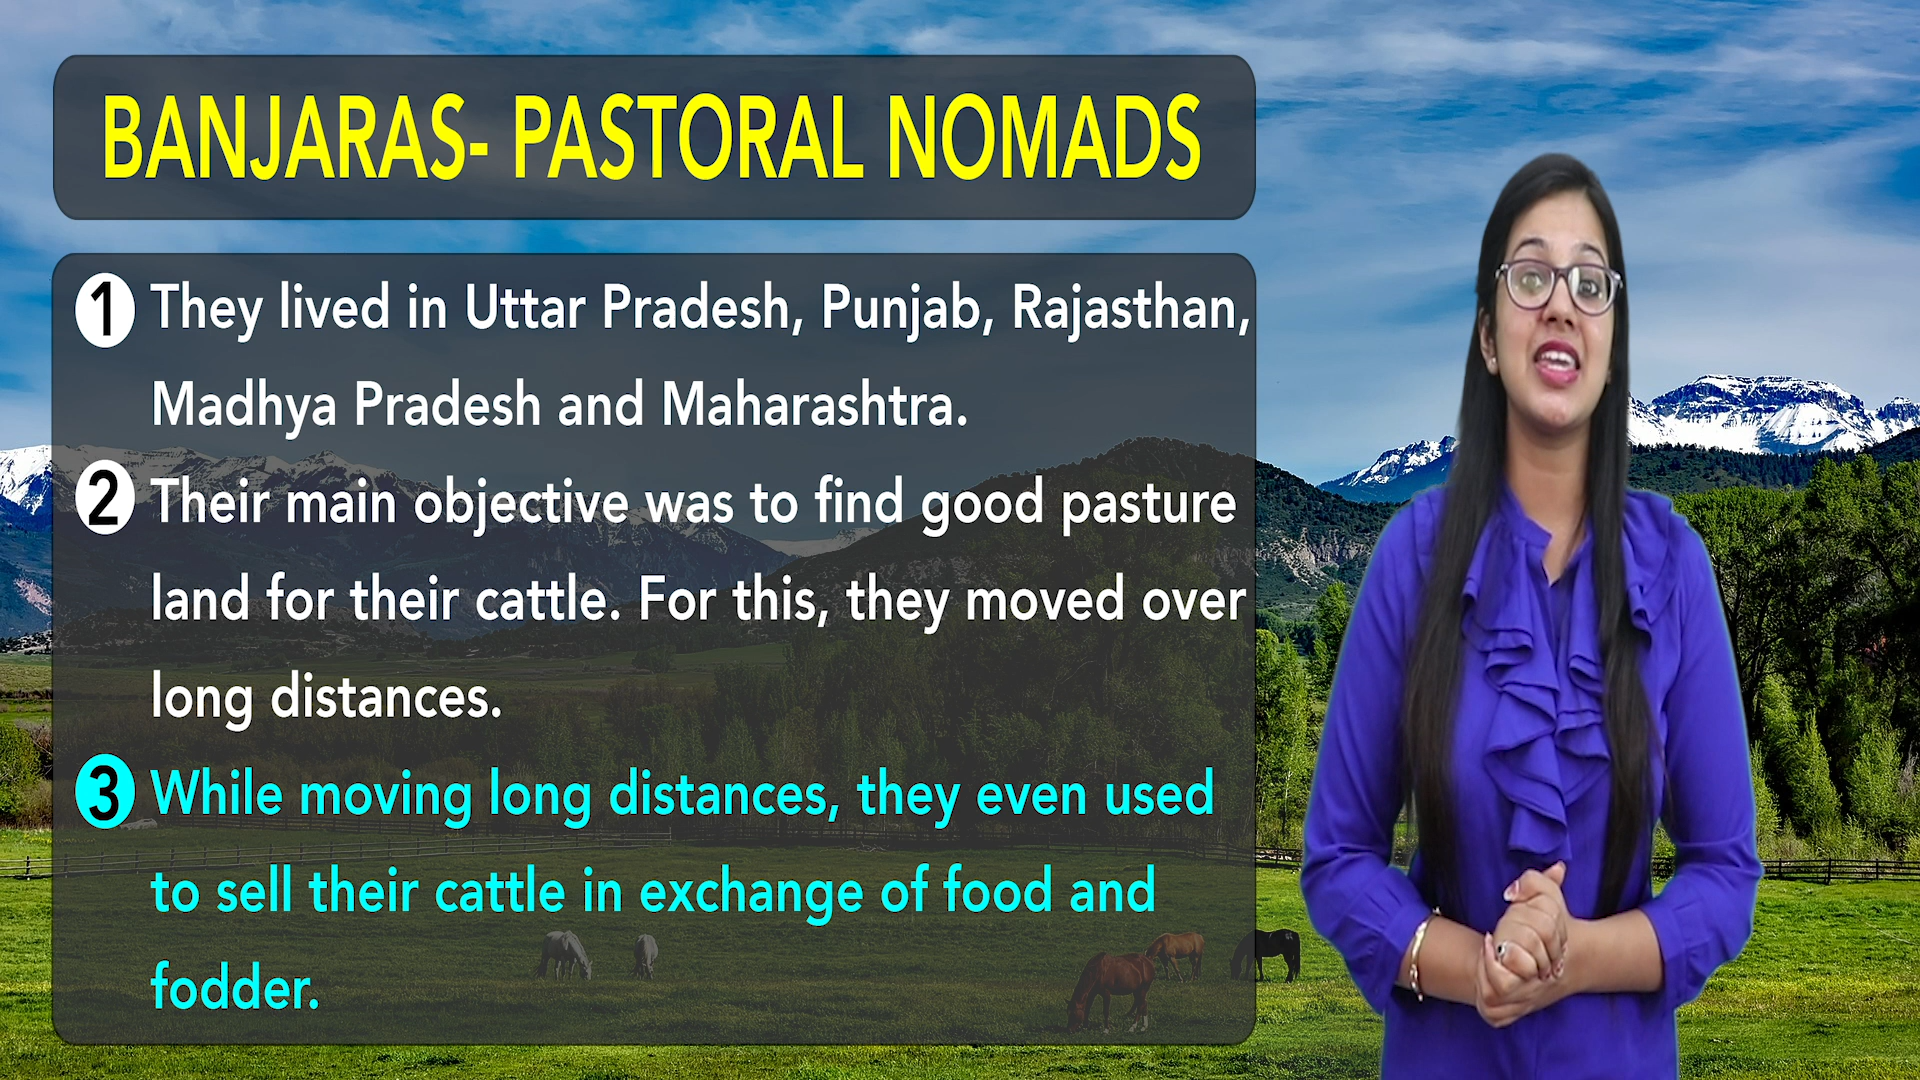 BANJARAS- PASTORAL NOMADS
1 They lived in Uttar Pradesh, Punjab, Rajasthan,
Madhya Pradesh and Maharashtra.
2 Their main objective was to find good pasture
land for their cattle. For this, they moved over
long distances.
3 While moving long distances, they even used
to sell their cattle in exchange of food and
fodder.